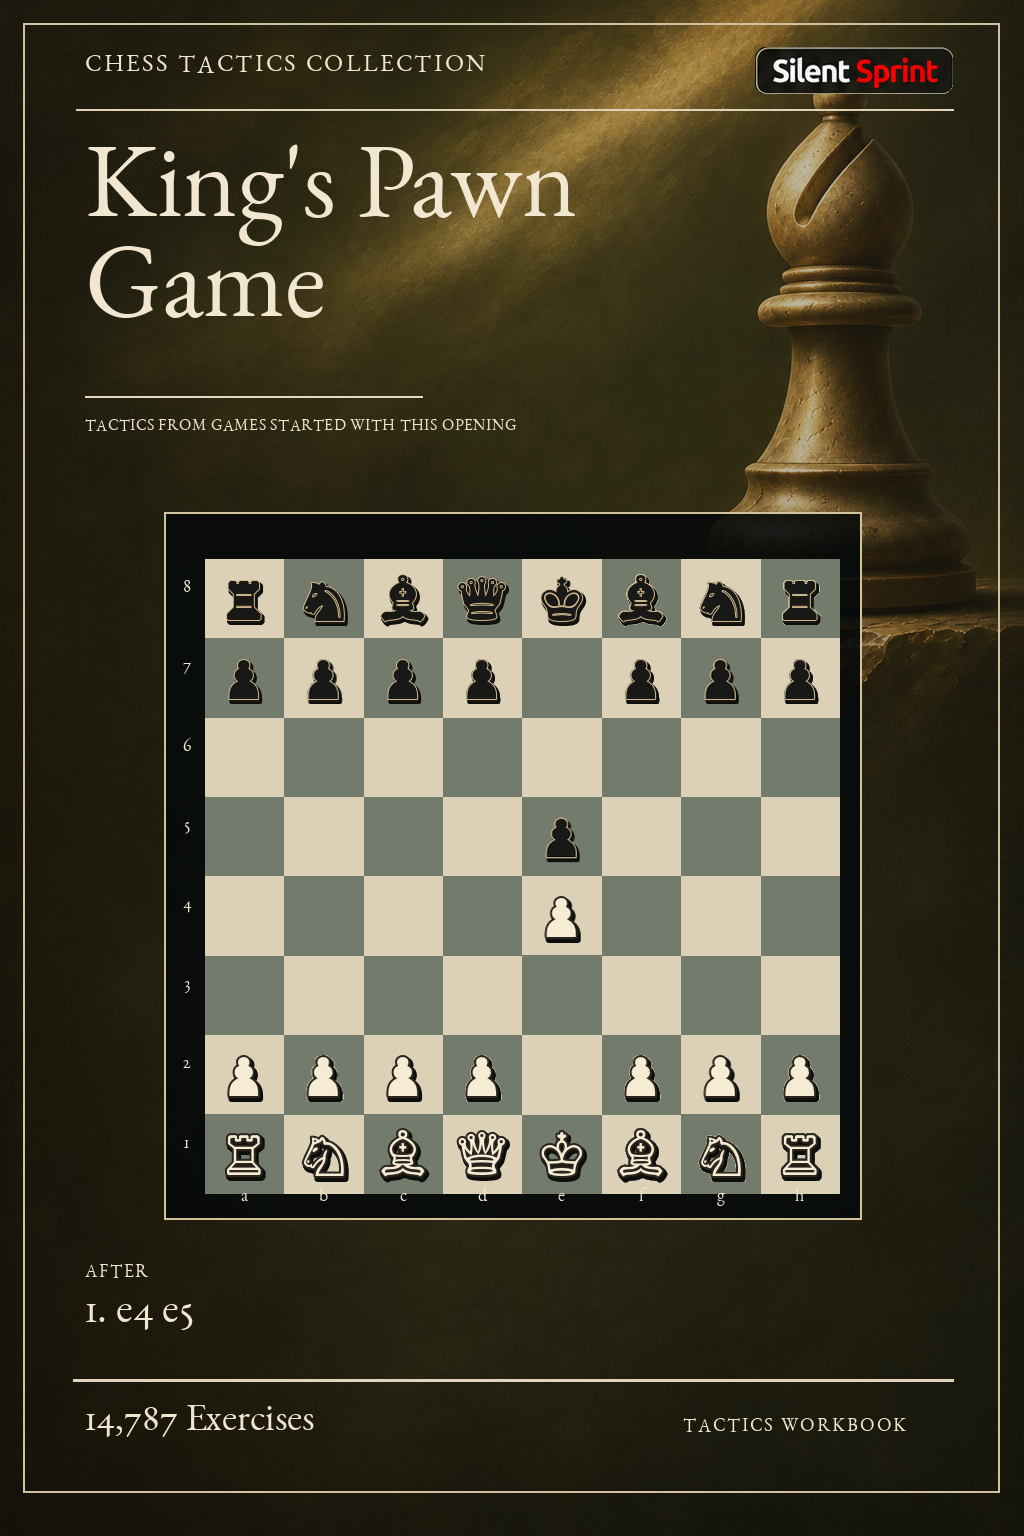 CHESS TACTICS COLLECTION
Silent Sprint
King's Pawn
Game
TACTICS FROM GAMES STARTED WITH THIS OPENING
8
7
6
5
4
3
2
1
a b c d e f g h
AFTER
1. e4 e5
14,787 Exercises
TACTICS WORKBOOK